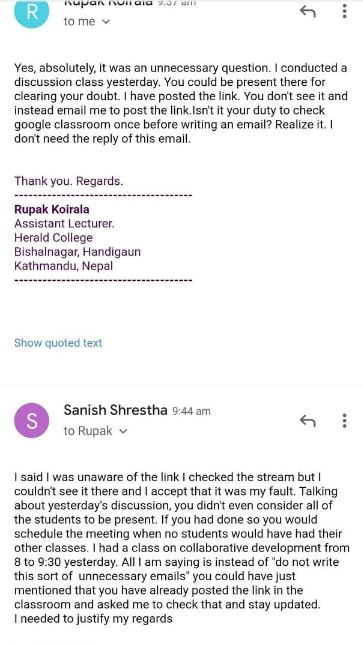 R
Rupak Koirala 9:37 am
to me
Yes, absolutely, it was an unnecessary question. I conducted a
discussion class yesterday. You could be present there for
clearing your doubt. I have posted the link. You don't see it and
instead email me to post the link.Isn't it your duty to check
google classroom once before writing an email? Realize it. I
don't need the reply of this email.
Thank you. Regards.
----------------------------------------
Rupak Koirala
Assistant Lecturer.
Herald College
Bishalnagar, Handigaun
Kathmandu, Nepal
----------------------------------------
Show quoted text
S
Sanish Shrestha 9:44 am
to Rupak
I said I was unaware of the link I checked the stream but I
couldn't see it there and I accept that it was my fault. Talking
about yesterday's discussion, you didn't even consider all of
the students to be present. If you had done so you would
schedule the meeting when no students would have had their
other classes. I had a class on collaborative development from
8 to 9:30 yesterday. All I am saying is instead of "do not write
this sort of  unnecessary emails" you could have just
mentioned that you have already posted the link in the
classroom and asked me to check that and stay updated.
I needed to justify my regards